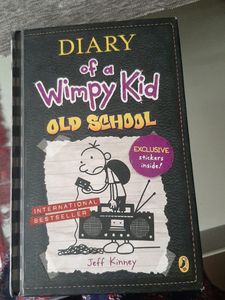 DIARY
of a
Wimpy Kid
OLD SCHOOL
EXCLUSIVE
stickers
inside!
INTERNATIONAL
BESTSELLER
Jeff Kinney